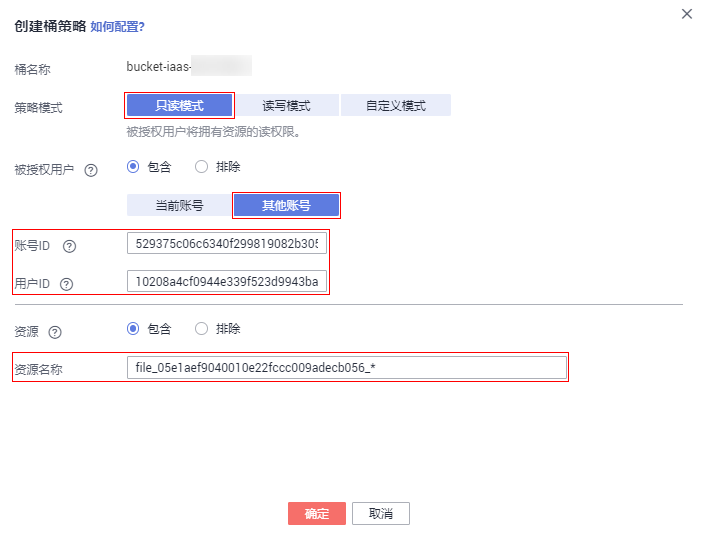 创建桶策略 如何配置?
桶名称 bucket-iaas-
策略模式 只读模式 读写模式 自定义模式
被授权用户将拥有资源的读权限。
被授权用户 包含 排除
当前账号 其他账号
账号ID 529375c06c6340f299819082b305
用户ID 10208a4cf0944e339f523d9943ba
资源 包含 排除
资源名称 file_05e1aef9040010e22fccc009adecb056_*
确定 取消